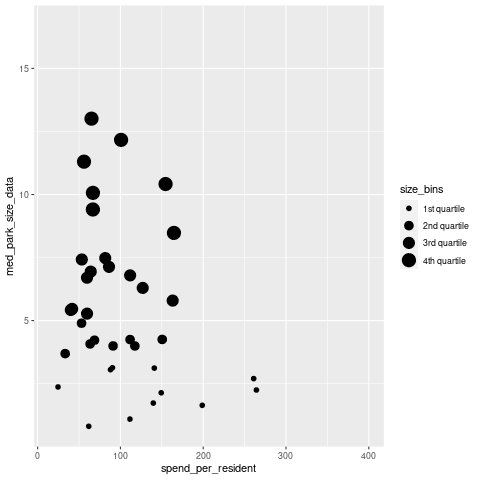 15
10
5
med_park_size_data
0 100 200 300 400
spend_per_resident
size_bins
1st quartile
2nd quartile
3rd quartile
4th quartile